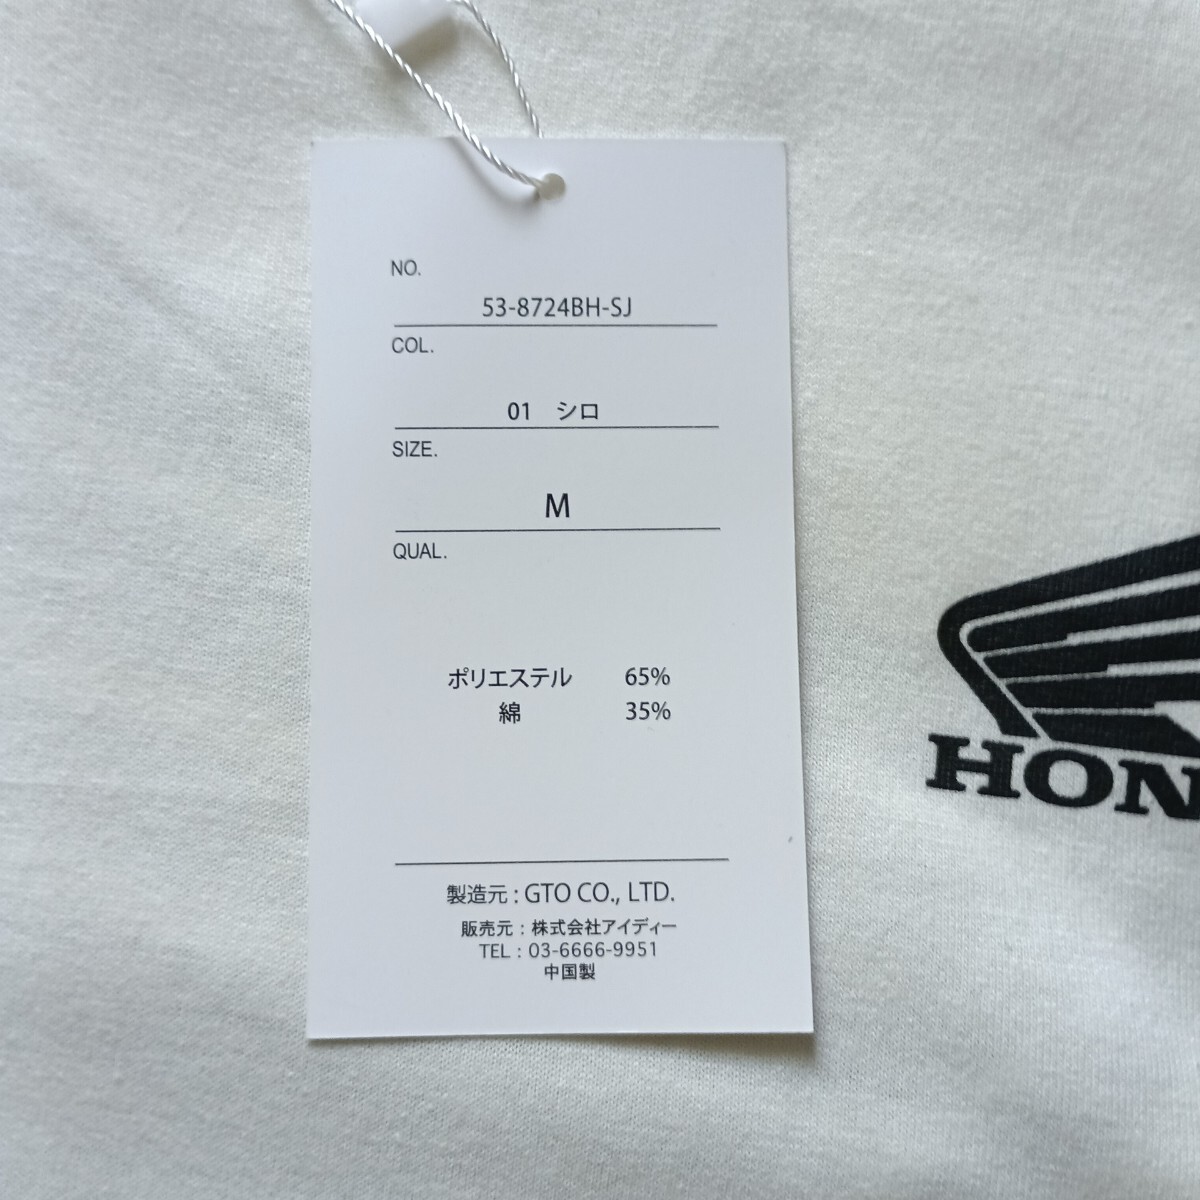 NO.
53-8724BH-SJ
COL.
01 シロ
SIZE.
M
QUAL.
ポリエステル 65%
綿 35%
製造元 : GTO CO., LTD.
販売元 : 株式会社アイディー
TEL : 03-6666-9951
中国製
HON